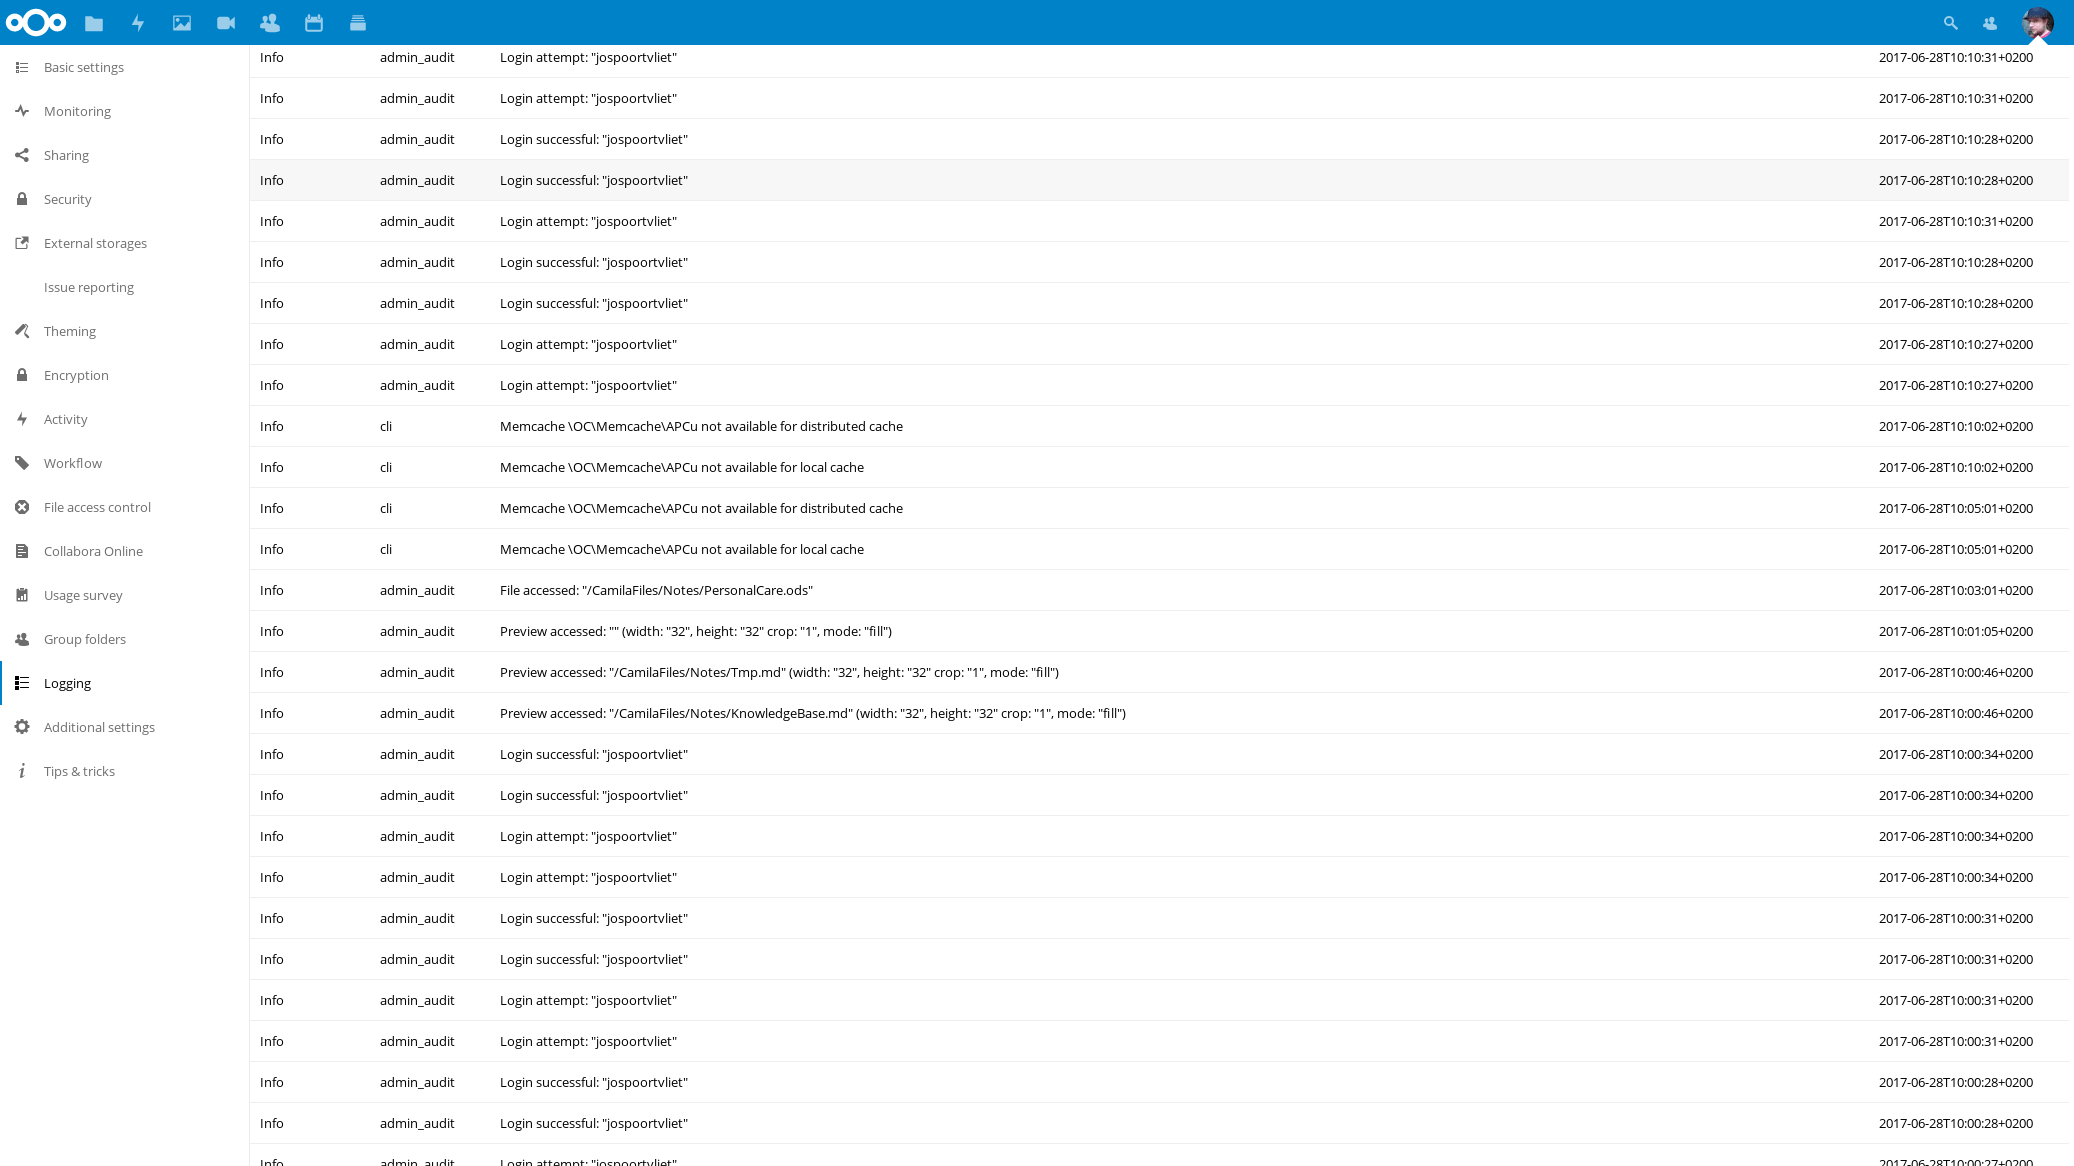 Basic settings
Monitoring
Sharing
Security
External storages
Issue reporting
Theming
Encryption
Activity
Workflow
File access control
Collabora Online
Usage survey
Group folders
Logging
Additional settings
Tips & tricks
Info admin_audit Login attempt: "jospoortvliet" 2017-06-28T10:10:31+0200
Info admin_audit Login attempt: "jospoortvliet" 2017-06-28T10:10:31+0200
Info admin_audit Login successful: "jospoortvliet" 2017-06-28T10:10:28+0200
Info admin_audit Login successful: "jospoortvliet" 2017-06-28T10:10:28+0200
Info admin_audit Login attempt: "jospoortvliet" 2017-06-28T10:10:31+0200
Info admin_audit Login successful: "jospoortvliet" 2017-06-28T10:10:28+0200
Info admin_audit Login successful: "jospoortvliet" 2017-06-28T10:10:28+0200
Info admin_audit Login attempt: "jospoortvliet" 2017-06-28T10:10:27+0200
Info admin_audit Login attempt: "jospoortvliet" 2017-06-28T10:10:27+0200
Info cli Memcache \OC\Memcache\APCu not available for distributed cache 2017-06-28T10:10:02+0200
Info cli Memcache \OC\Memcache\APCu not available for local cache 2017-06-28T10:10:02+0200
Info cli Memcache \OC\Memcache\APCu not available for distributed cache 2017-06-28T10:05:01+0200
Info cli Memcache \OC\Memcache\APCu not available for local cache 2017-06-28T10:05:01+0200
Info admin_audit File accessed: "/CamilaFiles/Notes/PersonalCare.ods" 2017-06-28T10:03:01+0200
Info admin_audit Preview accessed: "" (width: "32", height: "32" crop: "1", mode: "fill") 2017-06-28T10:01:05+0200
Info admin_audit Preview accessed: "/CamilaFiles/Notes/Tmp.md" (width: "32", height: "32" crop: "1", mode: "fill") 2017-06-28T10:00:46+0200
Info admin_audit Preview accessed: "/CamilaFiles/Notes/KnowledgeBase.md" (width: "32", height: "32" crop: "1", mode: "fill") 2017-06-28T10:00:46+0200
Info admin_audit Login successful: "jospoortvliet" 2017-06-28T10:00:34+0200
Info admin_audit Login successful: "jospoortvliet" 2017-06-28T10:00:34+0200
Info admin_audit Login attempt: "jospoortvliet" 2017-06-28T10:00:34+0200
Info admin_audit Login attempt: "jospoortvliet" 2017-06-28T10:00:34+0200
Info admin_audit Login successful: "jospoortvliet" 2017-06-28T10:00:31+0200
Info admin_audit Login successful: "jospoortvliet" 2017-06-28T10:00:31+0200
Info admin_audit Login attempt: "jospoortvliet" 2017-06-28T10:00:31+0200
Info admin_audit Login attempt: "jospoortvliet" 2017-06-28T10:00:31+0200
Info admin_audit Login successful: "jospoortvliet" 2017-06-28T10:00:28+0200
Info admin_audit Login successful: "jospoortvliet" 2017-06-28T10:00:28+0200
Info admin_audit Login attempt: "jospoortvliet" 2017-06-28T10:00:27+0200